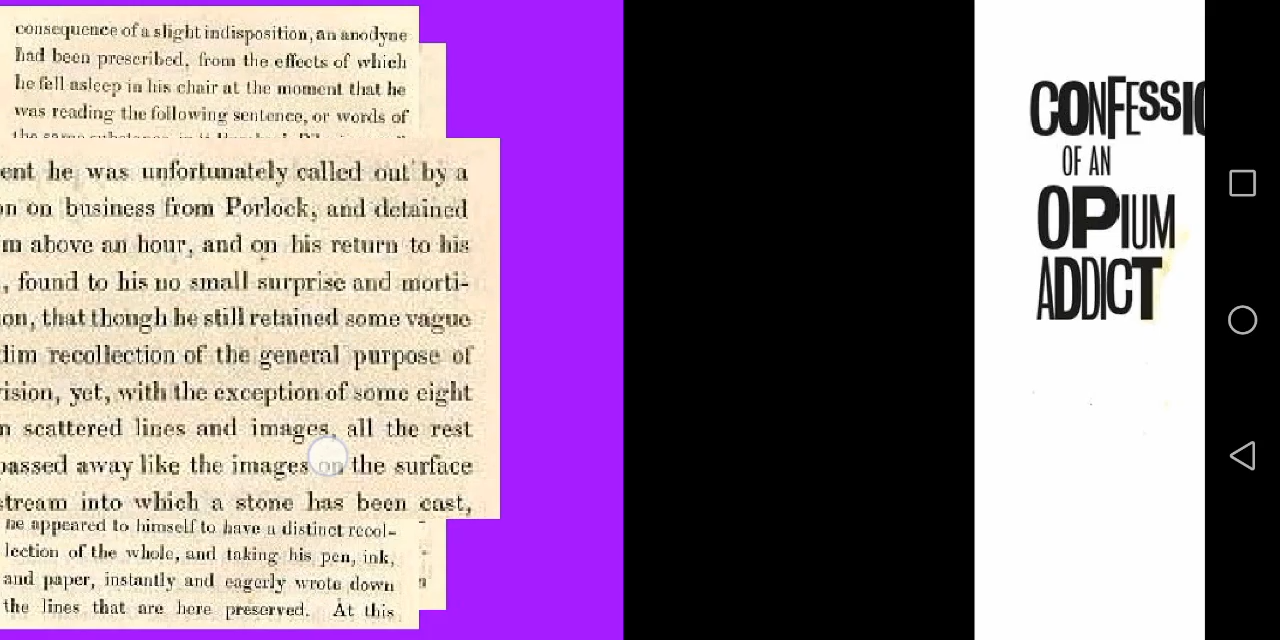 consequence of a slight indisposition, an anodyne
had been prescribed, from the effects of which
he fell asleep in his chair at the moment that he
was reading the following sentence, or words of
the same substance, in
ent he was unfortunately called out by a
on on business from Porlock, and detained
m above an hour, and on his return to his
, found to his no small surprise and morti-
on, that though he still retained some vague
dim recollection of the general purpose of
vision, yet, with the exception of some eight
n scattered lines and images, all the rest
passed away like the images on the surface
stream into which a stone has been cast,
he appeared to himself to have a distinct recol-
lection of the whole, and taking his pen, ink,
and paper, instantly and eagerly wrote down
the lines that are here preserved. At this
CONFESSIO
OF AN
OPIUM
ADDICT